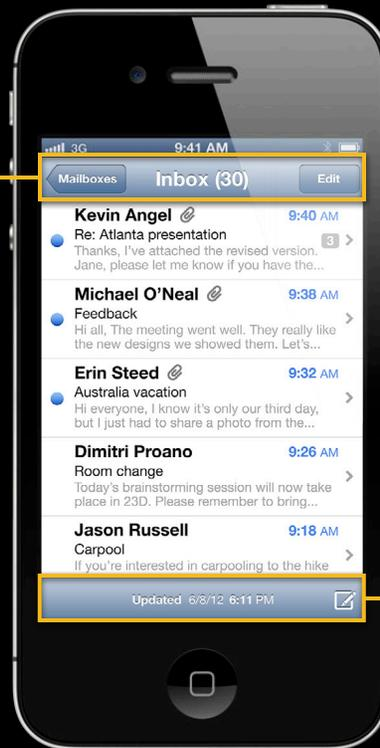 3G 9:41 AM
Mailboxes Inbox (30) Edit
Kevin Angel 9:40 AM
Re: Atlanta presentation
Thanks, I've attached the revised version. 3
Jane, please let me know if you have the...
Michael O'Neal 9:38 AM
Feedback
Hi all, The meeting went well. They really like
the new designs we showed them. Let's...
Erin Steed 9:32 AM
Australia vacation
Hi everyone, I know it's only our third day,
but I just had to share a photo from the...
Dimitri Proano 9:26 AM
Room change
Today's brainstorming session will now take
place in 23D. Please remember to bring...
Jason Russell 9:18 AM
Carpool
If you're interested in carpooling to the hike
Updated 6/8/12 6:11 PM